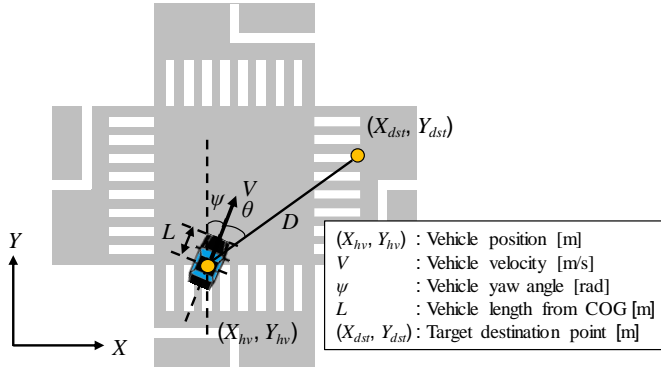 (X_dst, Y_dst)
V
ψ
θ
L
D
Y
X
(X_hv, Y_hv)
(X_hv, Y_hv) : Vehicle position [m]
V : Vehicle velocity [m/s]
ψ : Vehicle yaw angle [rad]
L : Vehicle length from COG [m]
(X_dst, Y_dst) : Target destination point [m]